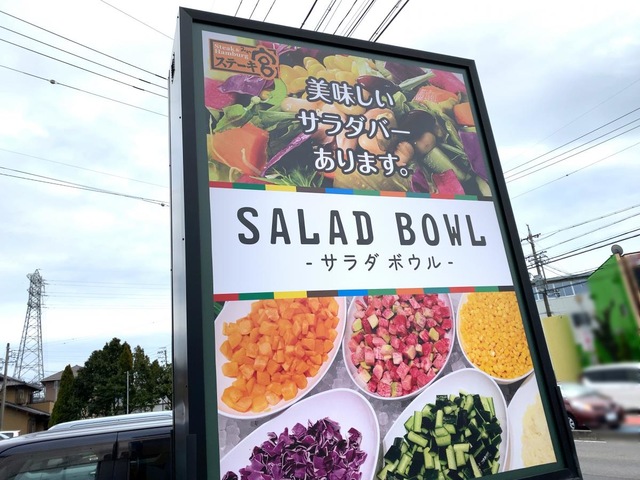 Steak& Hamburg
ステーキ宮
美味しい
サラダバー
あります。
SALAD BOWL
- サラダ ボウル -